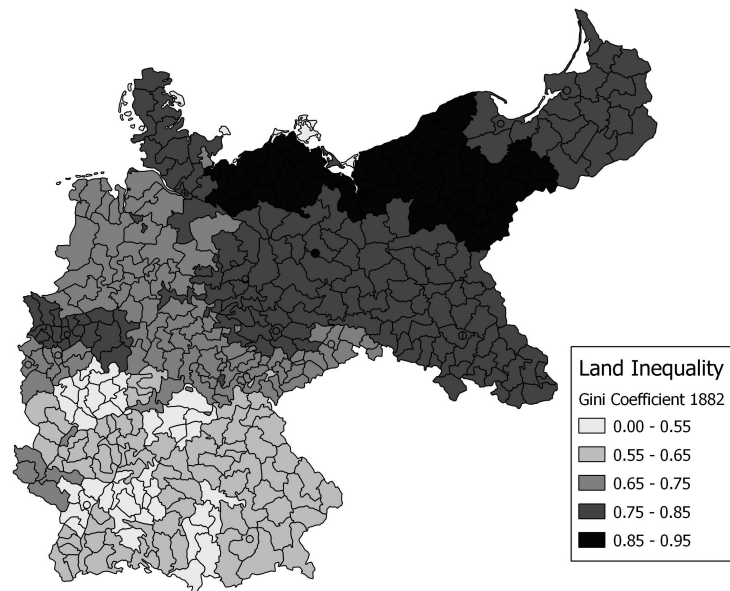 Land Inequality
Gini Coefficient 1882
0.00 - 0.55
0.55 - 0.65
0.65 - 0.75
0.75 - 0.85
0.85 - 0.95